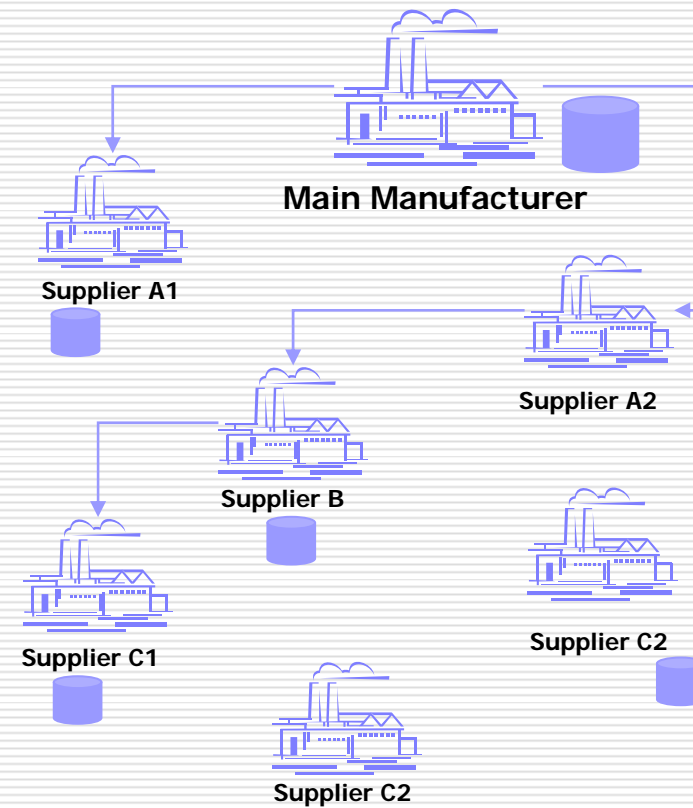 Main Manufacturer
Supplier A1
Supplier A2
Supplier B
Supplier C2
Supplier C1
Supplier C2